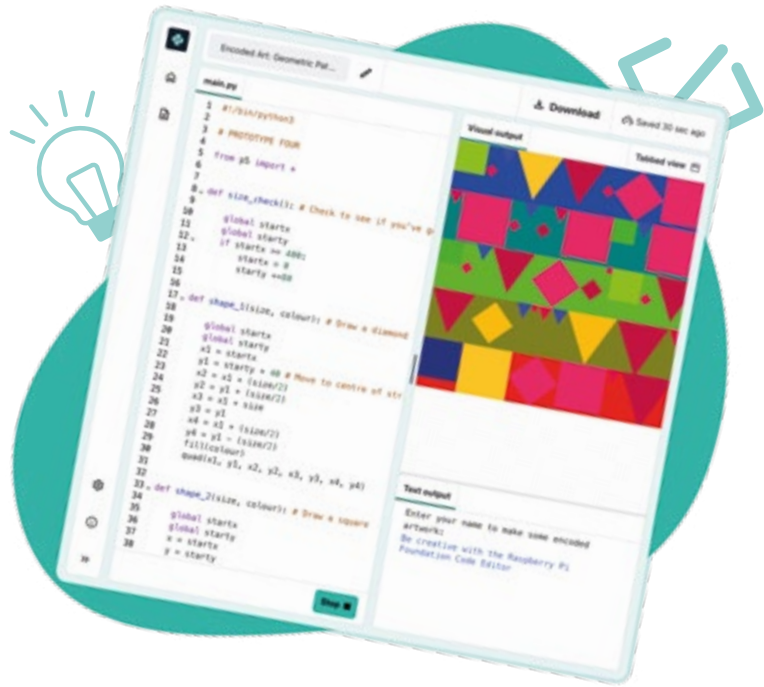 Encoded Art: Geometric Pat...
Download
Saved 30 sec ago
main.py
1 #!/bin/python3
2
3 # PROTOTYPE FOUR
4
5 from p5 import *
6
7
8 def size_check(): # Check to see if you've g
9
10 global startx
11 global starty
12 if startx >= 400:
13 startx = 0
14 starty +=80
15
16
17 def shape_1(size, colour): # Draw a diamond
18
19 global startx
20 global starty
21 x1 = startx
22 y1 = starty + 40 # Move to centre of str
23 x2 = x1 + (size/2)
24 y2 = y1 + (size/2)
25 x3 = x1 + size
26 y3 = y1
27 x4 = x1 + (size/2)
28 y4 = y1 - (size/2)
29 fill(colour)
30 quad(x1, y1, x2, y2, x3, y3, x4, y4)
31
32
33 def shape_2(size, colour): # Draw a square
34
35 global startx
36 global starty
37 x = startx
38 y = starty
Stop
Visual output
Tabbed view
Text output
Enter your name to make some encoded
artwork:
Be creative with the Raspberry Pi
Foundation Code Editor